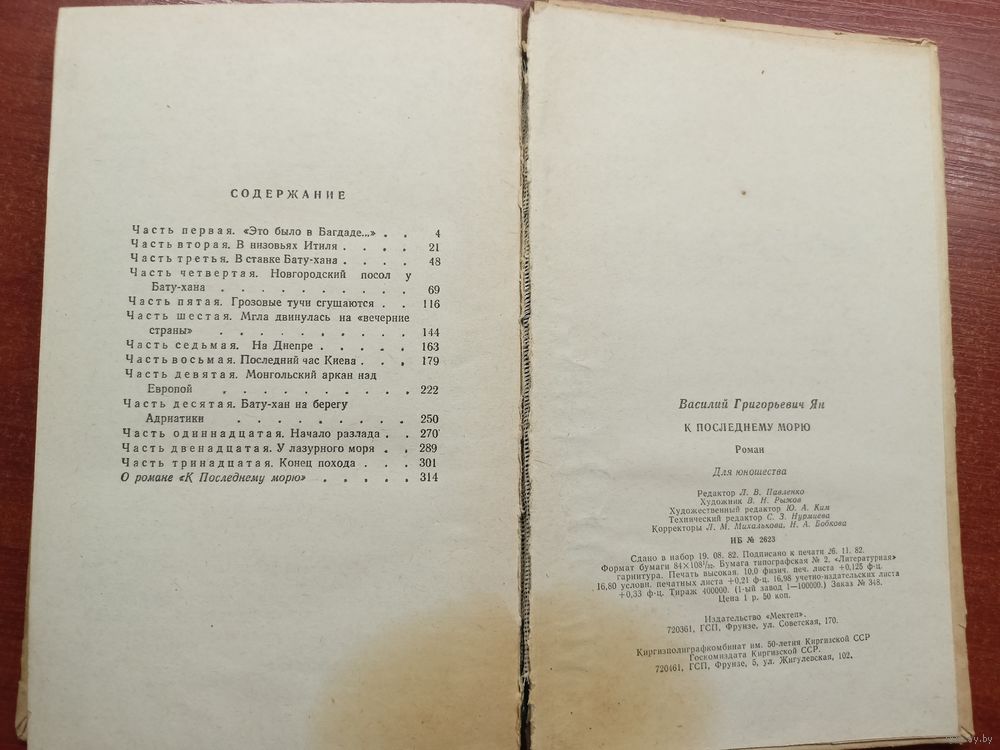 СОДЕРЖАНИЕ
Часть первая. «Это было в Багдаде...» . . 4
Часть вторая. В низовьях Итиля . . . . 21
Часть третья. В ставке Бату-хана . . . . 48
Часть четвертая. Новгородский посол у
Бату-хана . . . . . . . . . . 69
Часть пятая. Грозовые тучи сгушаются . . 116
Часть шестая. Мгла двинулась на «вечерние
страны» . . . . . . . . . . 144
Часть седьмая. На Днепре . . . . . 163
Часть восьмая. Последний час Киева . . . 179
Часть девятая. Монгольский аркан над
Европой . . . . . . . . . . 222
Часть десятая. Бату-хан на берегу
Адриатики . . . . . . . . . 250
Часть одиннадцатая. Начало разлада . . 270
Часть двенадцатая. У лазурного моря . . 289
Часть тринадцатая. Конец похода . . . 301
О романе «К Последнему морю» . . . . . 314
Василий Григорьевич Ян
К ПОСЛЕДНЕМУ МОРЮ
Роман
Для юношества
Редактор Л. В. Павленко
Художник В. Н. Рыжов
Художественный редактор Ю. А. Ким
Технический редактор С. З. Нурмиева
Корректоры Л. М. Михалькова, Н. А. Бобкова
ИБ № 2623
Сдано в набор 19. 08. 82. Подписано к печати 26. 11. 82.
Формат бумаги 84×108¹/₃₂. Бумага типографская № 2, «Литературная»
гарнитура. Печать высокая. 10,0 физич. печ. листа +0,125 ф-ц.
16,80 условн. печатных листа +0,21 ф-ц. 16,98 учетно-издательских листа
+0,33 ф-ц. Тираж 400000. (1-ый завод 1—100000.) Заказ № 348.
Цена 1 р. 50 коп.
Издательство «Мектеп».
720361, ГСП, Фрунзе, ул. Советская, 170.
Киргизполиграфкомбинат им. 50-летия Киргизской ССР
Госкомиздата Киргизской ССР.
720461, ГСП, Фрунзе, 5, ул. Жигулевская, 102.